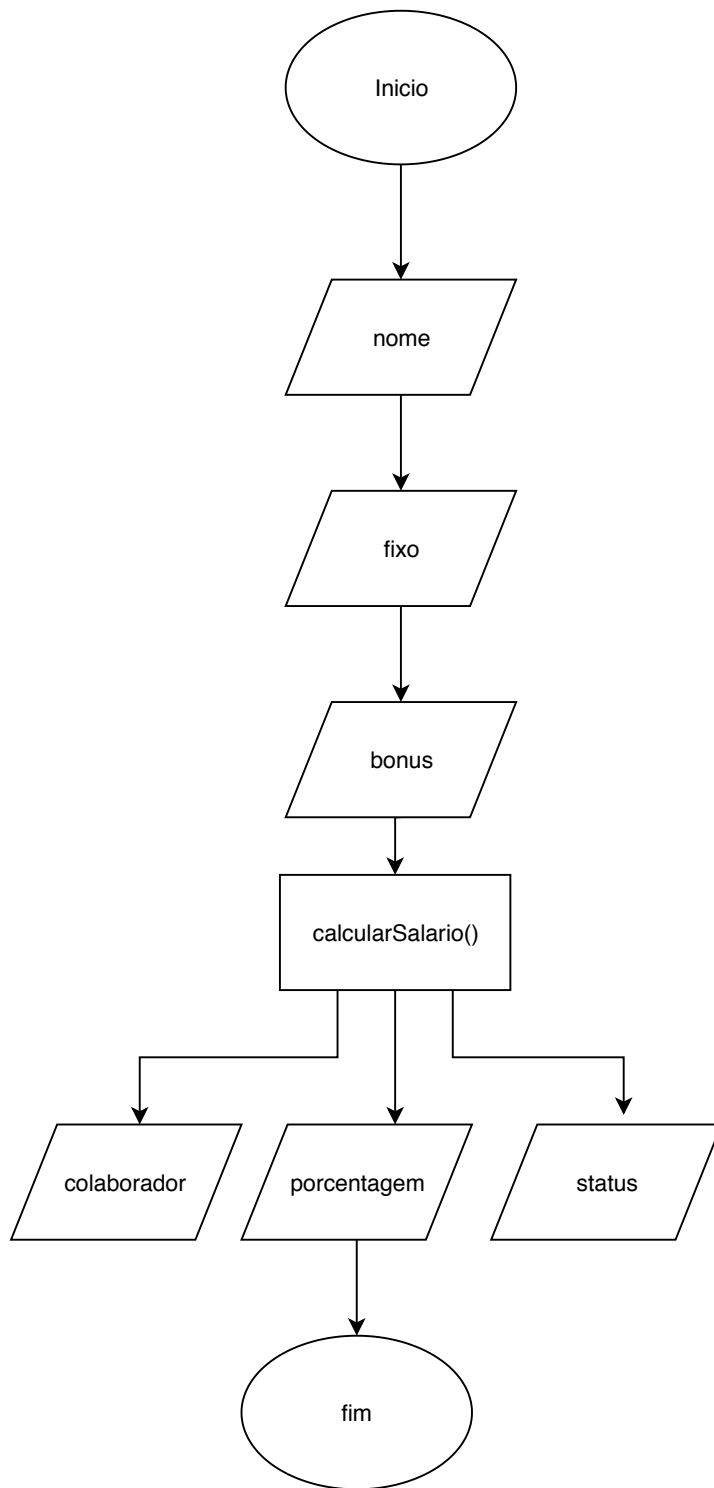 Inicio
nome
fixo
bonus
calcularSalario()
colaborador
porcentagem
status
fim